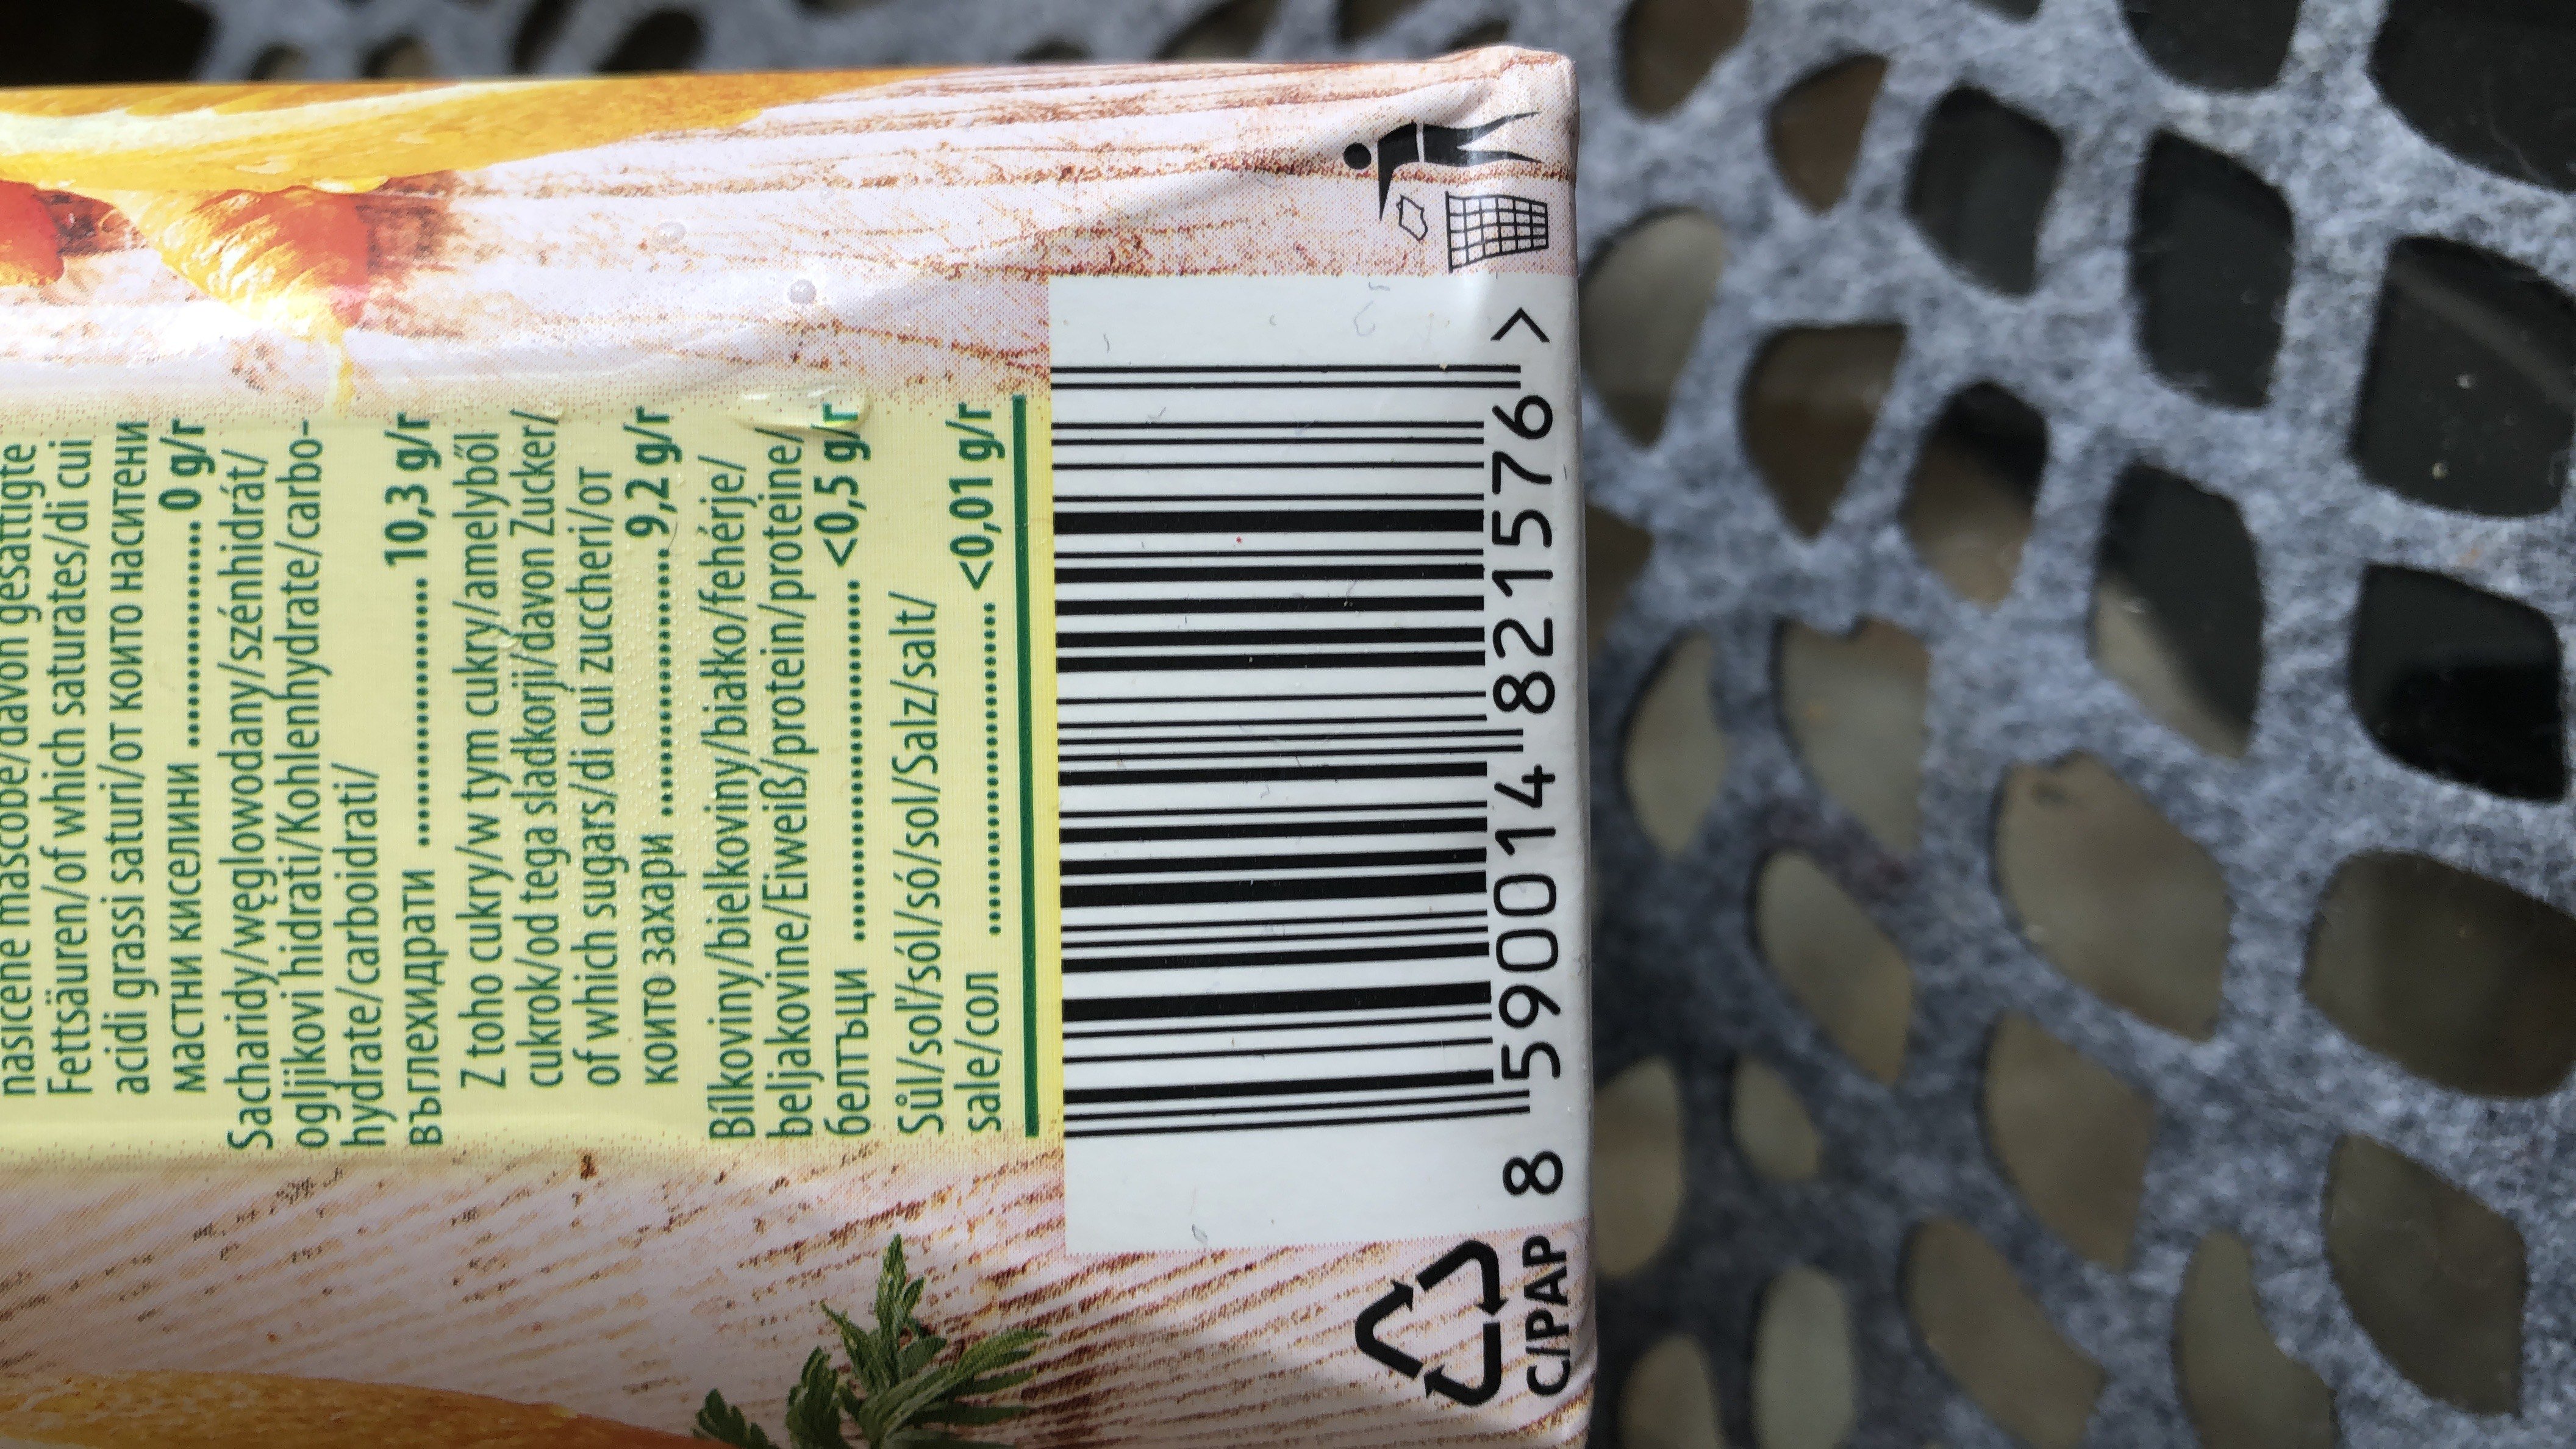 nasičene maščobe/davon gesättigte
Fettsäuren/of which saturates/di cui
acidi grassi saturi/от които наситени
мастни киселини ........................ 0 g/г
Sacharidy/węglowodany/szénhidrát/
ogljikovi hidrati/Kohlenhydrate/carbo-
hydrate/carboidrati/
въглехидрати ........................ 10,3 g/г
Z toho cukry/w tym cukry/amelyből
cukrok/od tega sladkorji/davon Zucker/
of which sugars/di cui zuccheri/от
които захари ........................ 9,2 g/г
Bílkoviny/bielkoviny/białko/fehérje/
beljakovine/Eiweiß/protein/proteine/
белтъци ........................ <0,5 g/г
Sůl/soľ/sól/só/sol/Salz/salt/
sale/сол ........................ <0,01 g/г
8 590014 821576 >
C/PAP